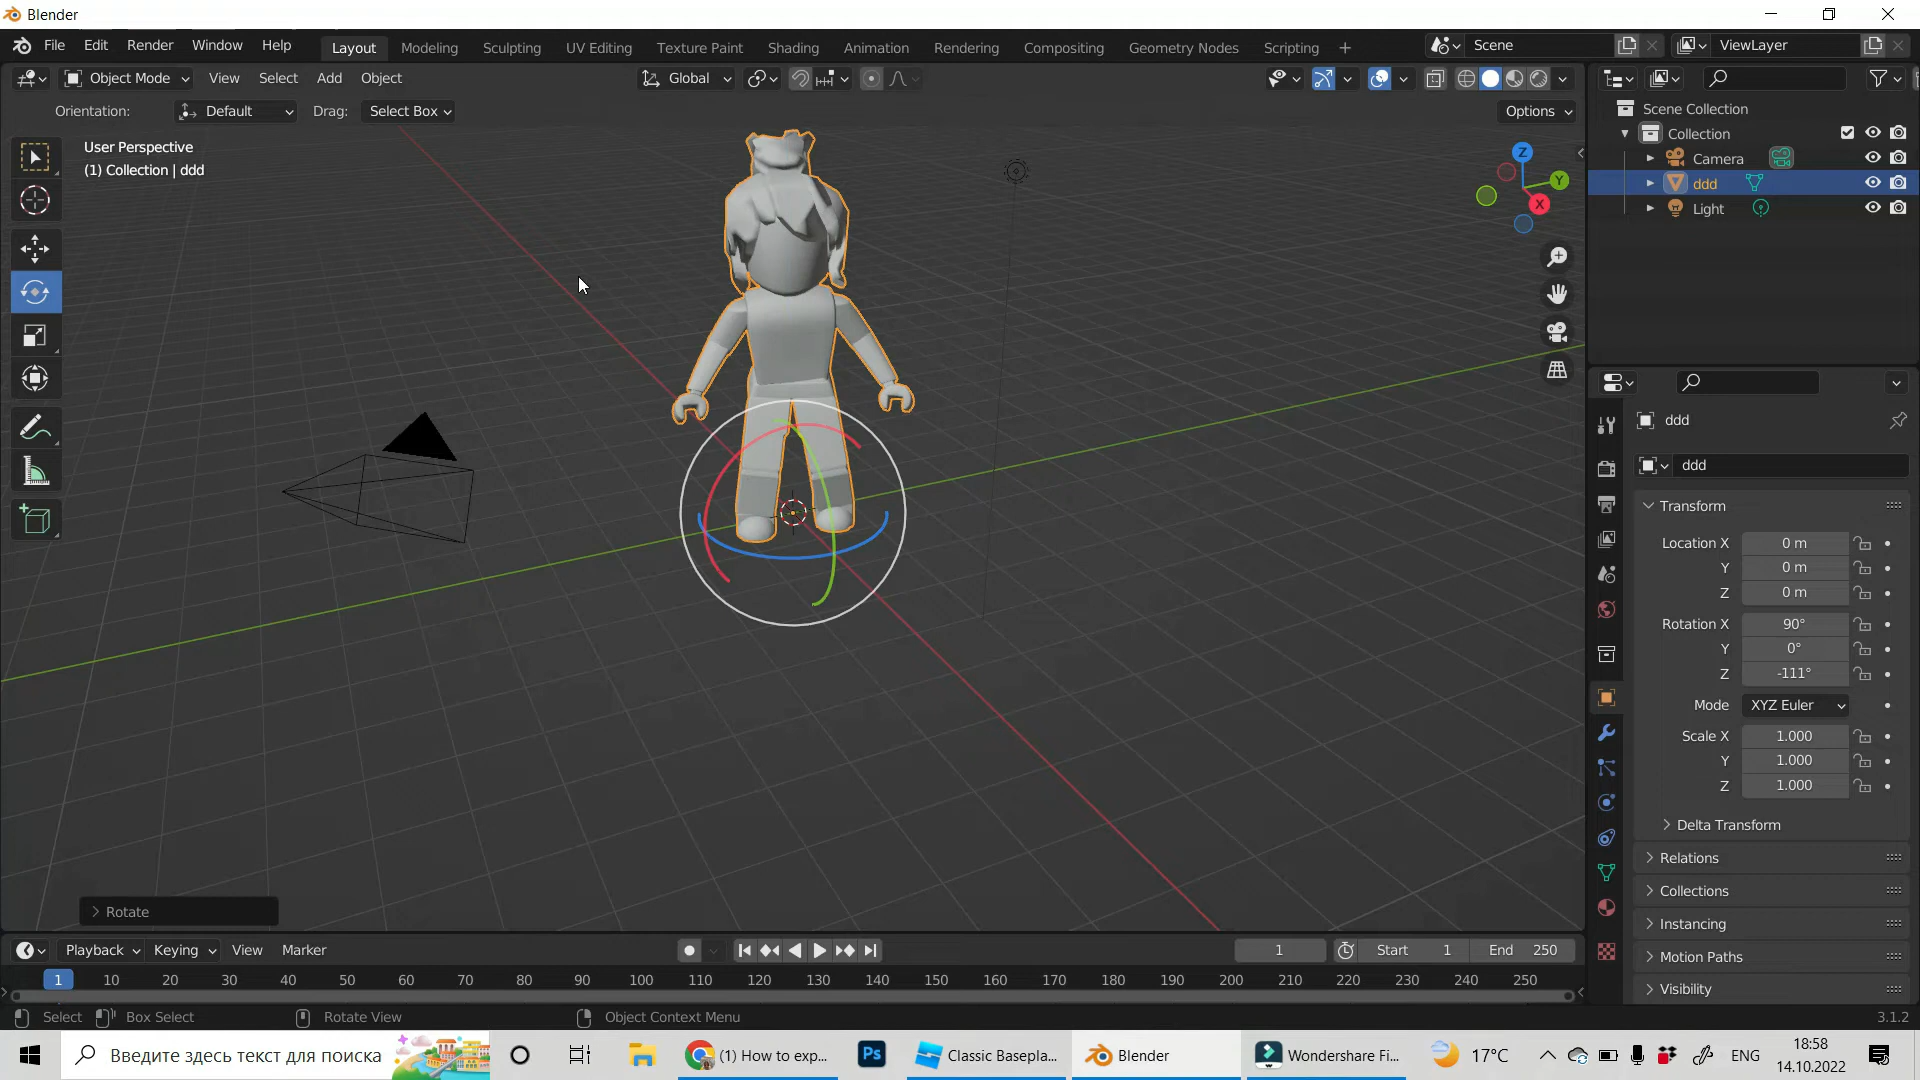 Blender
File Edit Render Window Help
Layout Modeling Sculpting UV Editing Texture Paint Shading Animation Rendering Compositing Geometry Nodes Scripting +
Scene
ViewLayer
Object Mode View Select Add Object
Global
Orientation: Default Drag: Select Box
Options
User Perspective
(1) Collection | ddd
Z
Y
X
Scene Collection
Collection
Camera
ddd
Light
ddd
ddd
Transform
Location X 0 m
Y 0 m
Z 0 m
Rotation X 90°
Y 0°
Z -111°
Mode XYZ Euler
Scale X 1.000
Y 1.000
Z 1.000
Delta Transform
Relations
Collections
Instancing
Motion Paths
Visibility
Rotate
Playback Keying View Marker
1 Start 1 End 250
1 10 20 30 40 50 60 70 80 90 100 110 120 130 140 150 160 170 180 190 200 210 220 230 240 250
Select Box Select Rotate View Object Context Menu
3.1.2
Введите здесь текст для поиска
(1) How to exp...
Ps
Classic Basepla...
Blender
Wondershare Fi...
17°C
ENG
18:58
14.10.2022